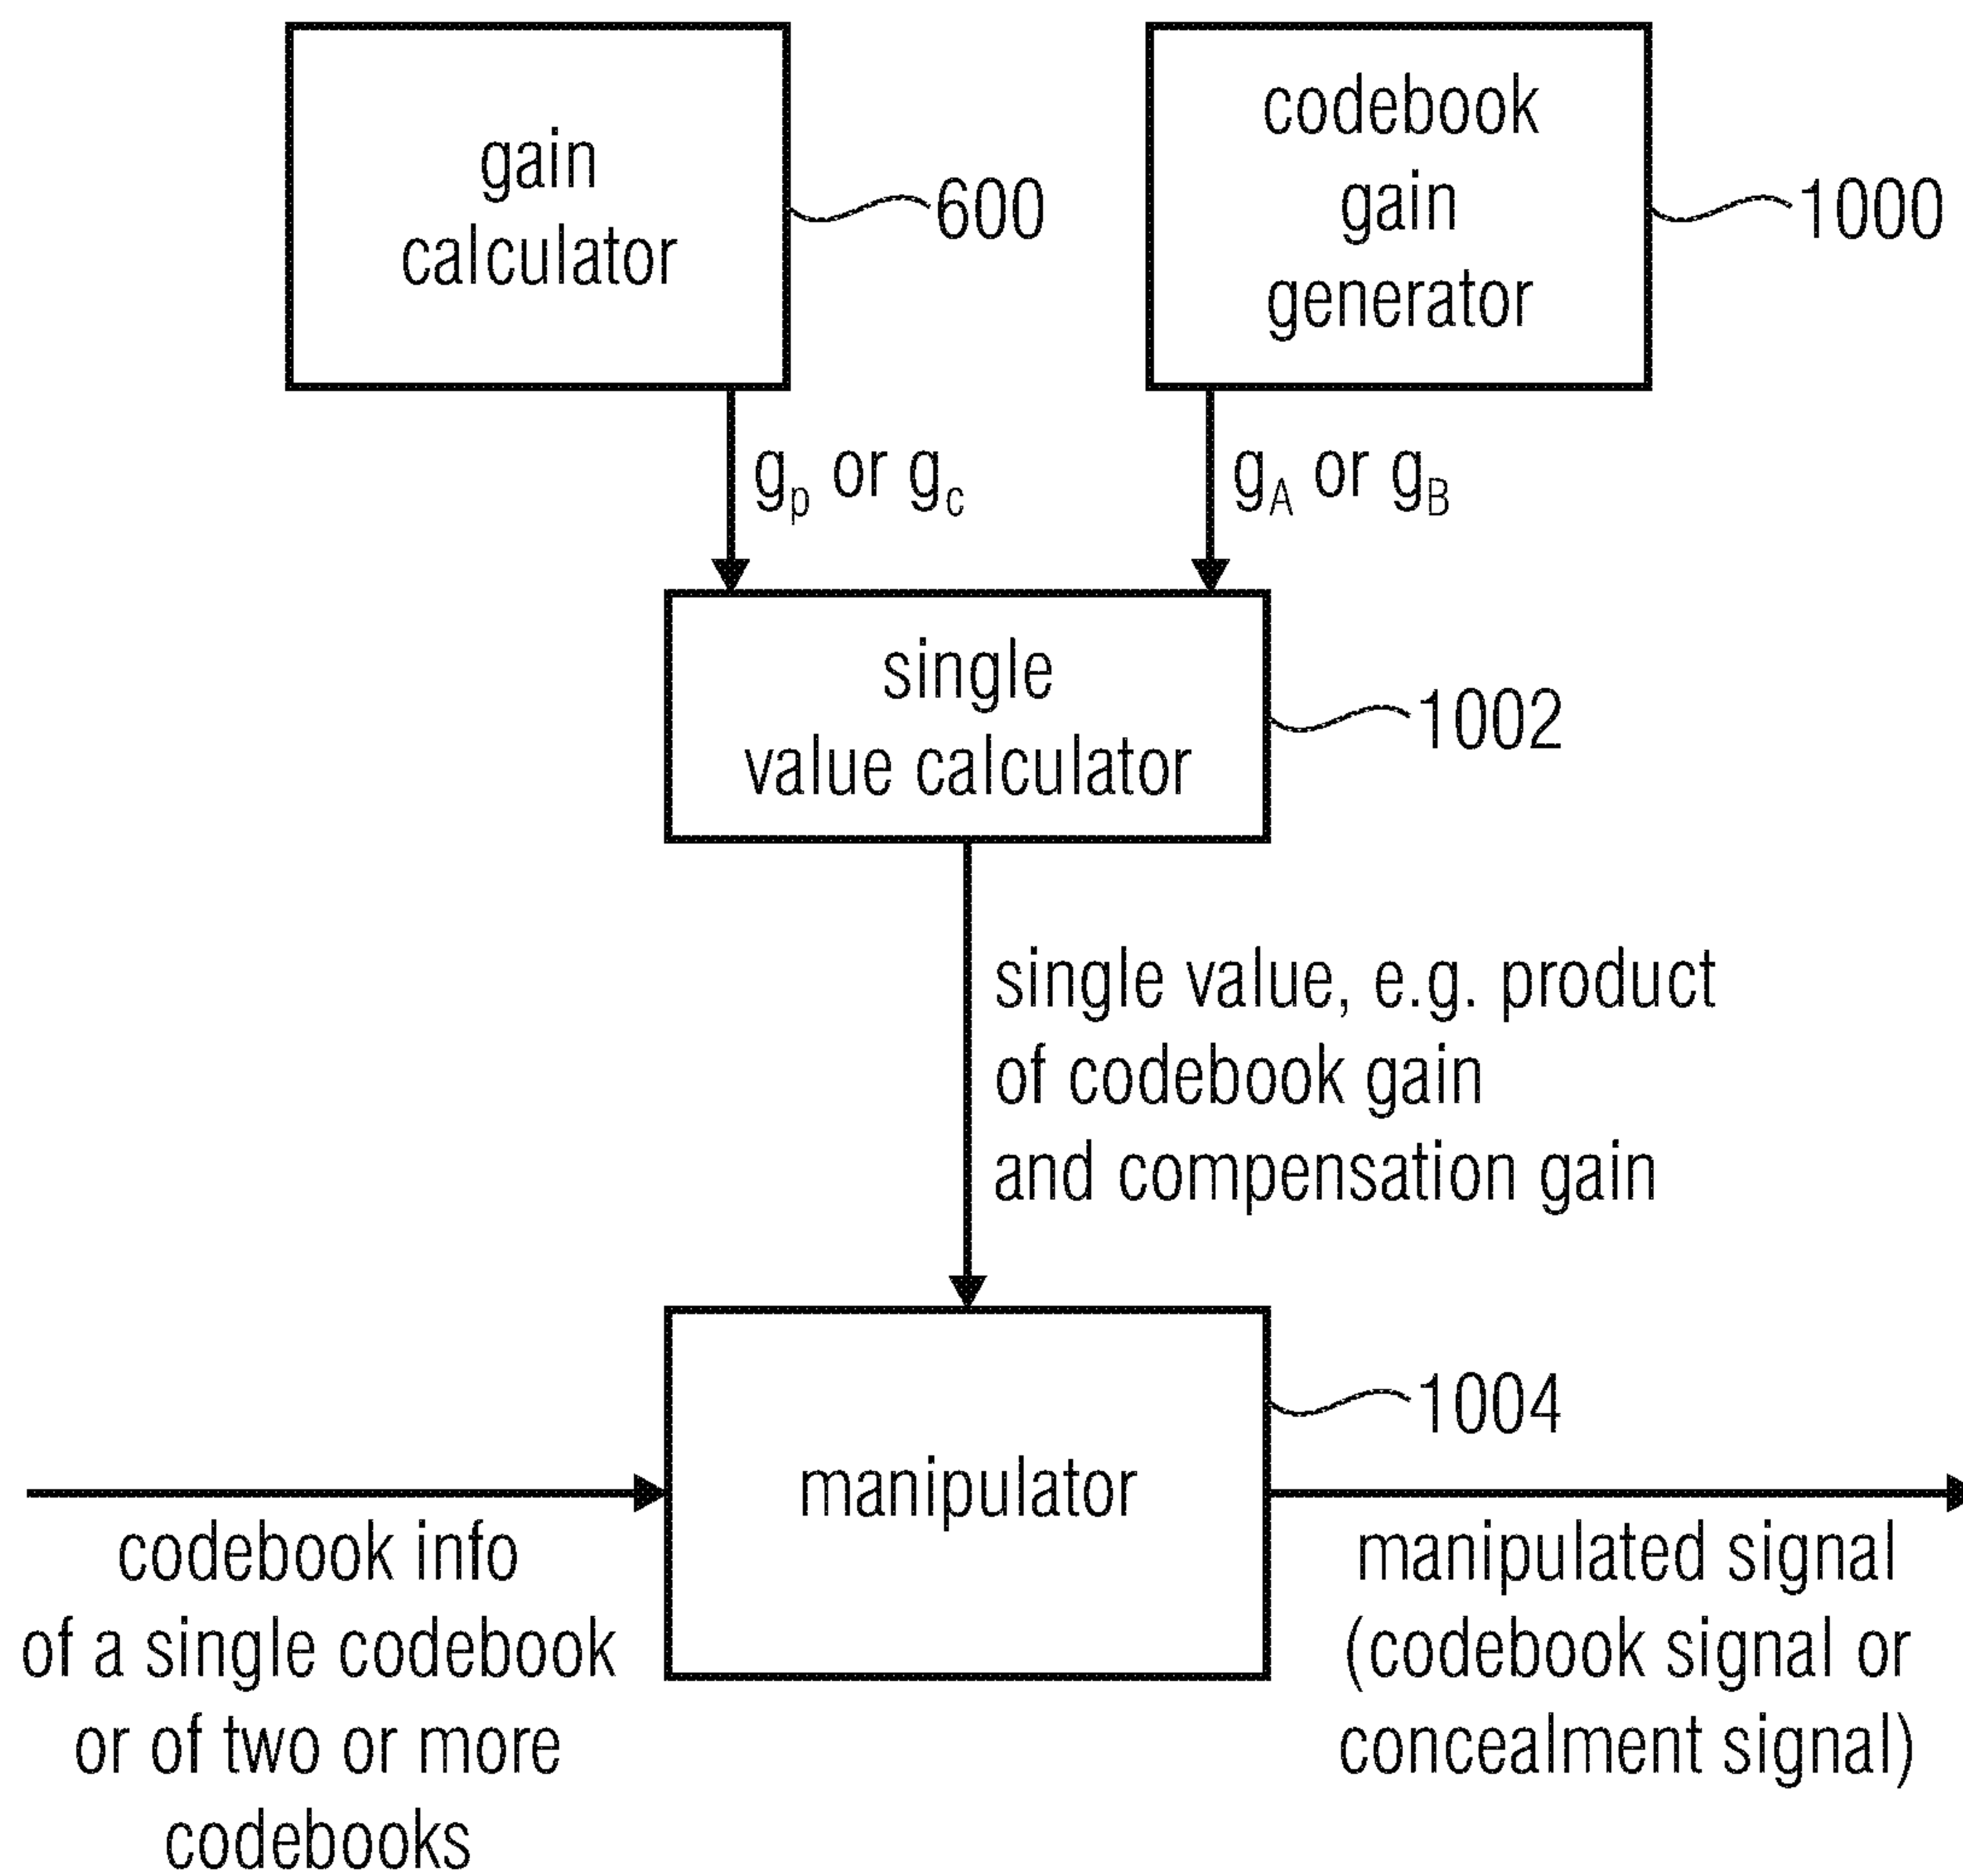 gain
calculator
600
codebook
gain
generator
1000
gp or gc
gA or gB
single
value calculator
1002
single value, e.g. product
of codebook gain
and compensation gain
manipulator
1004
codebook info
of a single codebook
or of two or more
codebooks
manipulated signal
(codebook signal or
concealment signal)